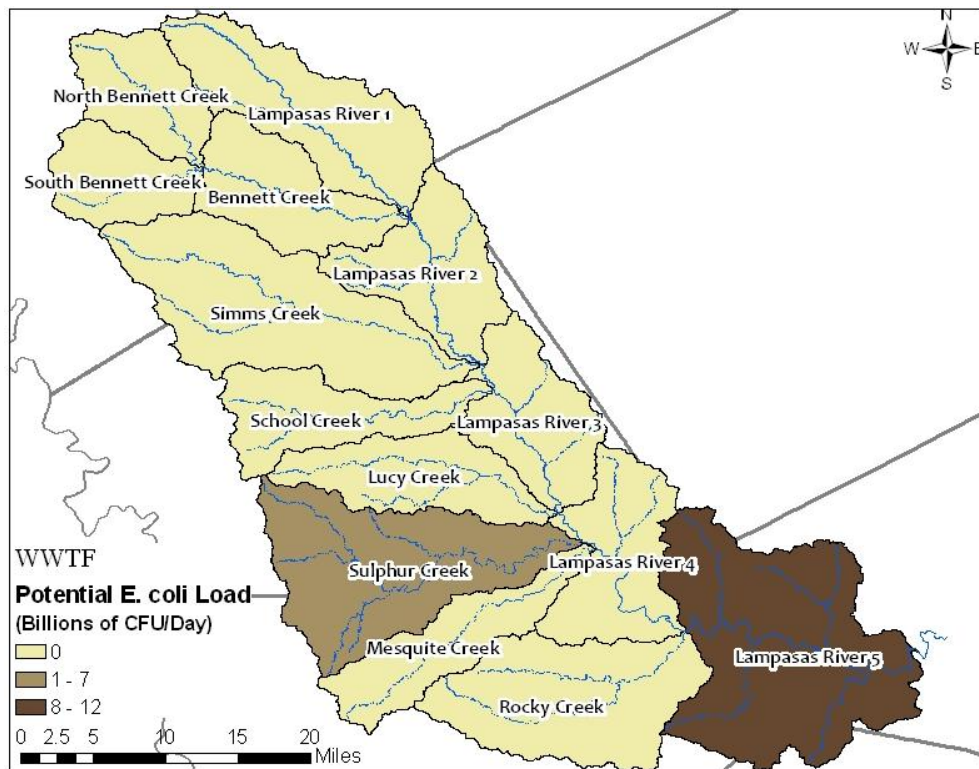 N
W E
S
North Bennett Creek
Lampasas River 1
South Bennett Creek
Bennett Creek
Lampasas River 2
Simms Creek
School Creek
Lampasas River 3
Lucy Creek
Sulphur Creek
Lampasas River 4
Mesquite Creek
Lampasas River 5
Rocky Creek
WWTF
Potential E. coli Load
(Billions of CFU/Day)
0
1 - 7
8 - 12
0 2.5 5 10 15 20
Miles